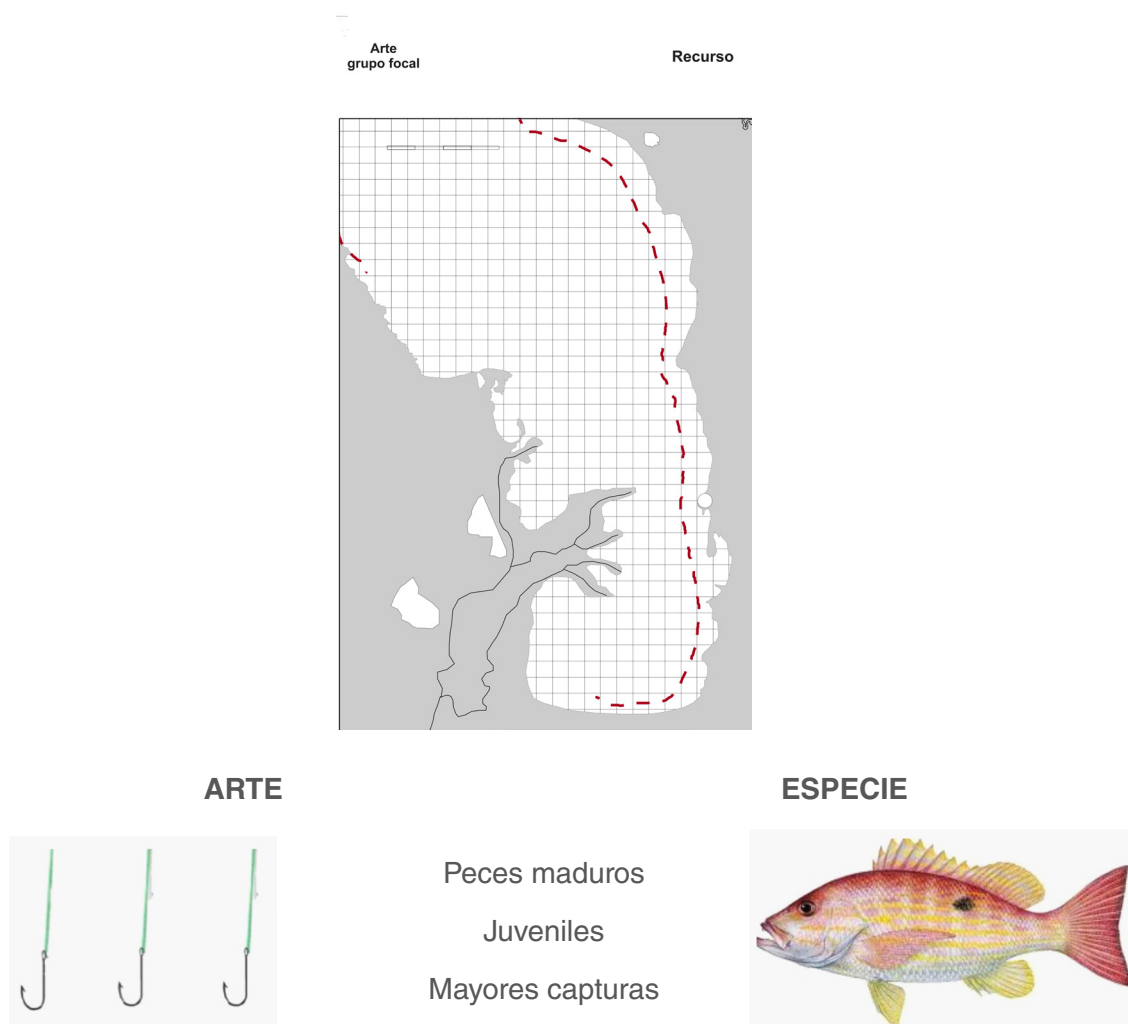 Arte
grupo focal
Recurso
ARTE
ESPECIE
Peces maduros
Juveniles
Mayores capturas